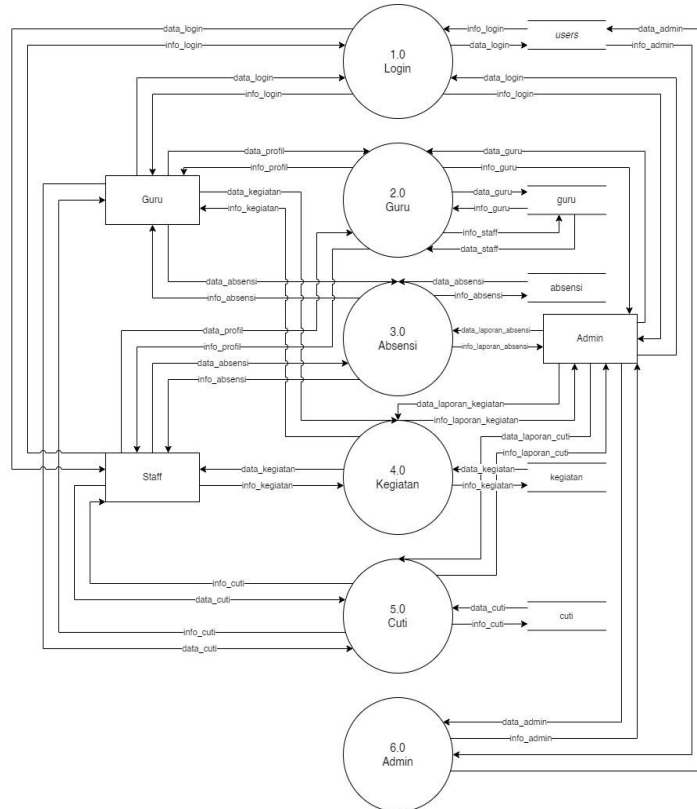 data_login
info_login
users
data_admin
info_login
data_login
info_admin
1.0
Login
data_login
data_login
info_login
info_login
data_profil
data_guru
info_profil
info_guru
2.0
Guru
Guru
data_kegiatan
data_guru
guru
info_kegiatan
info_guru
info_staff
data_staff
data_absensi
data_absensi
absensi
info_absensi
info_absensi
data_profil
data_laporan_absensi
3.0
Absensi
Admin
info_profil
info_laporan_absensi
data_absensi
info_absensi
data_laporan_kegiatan
info_laporan_kegiatan
data_laporan_cuti
info_laporan_cuti
4.0
Kegiatan
Staff
data_kegiatan
data_kegiatan
kegiatan
info_kegiatan
info_kegiatan
info_cuti
data_cuti
5.0
Cuti
data_cuti
cuti
info_cuti
info_cuti
data_cuti
data_admin
info_admin
6.0
Admin